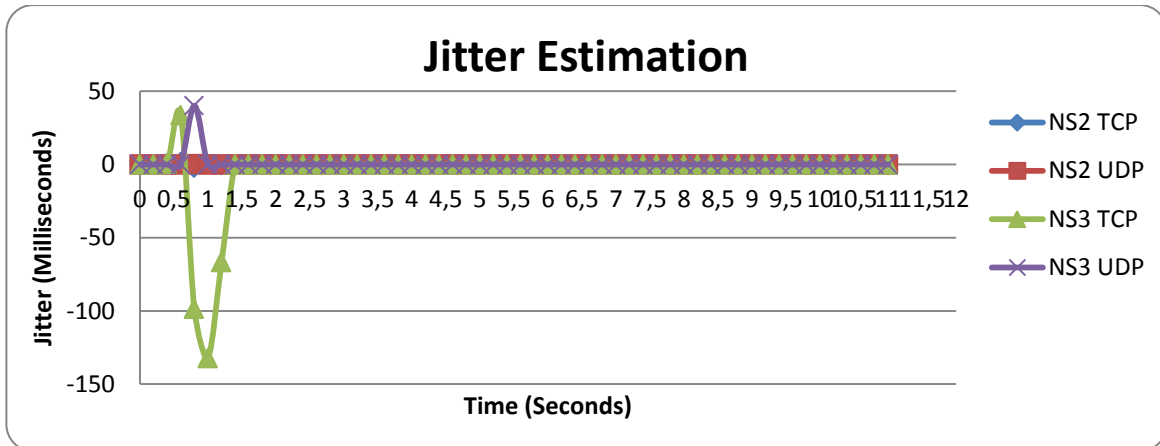 Jitter Estimation
50
0
-50
-100
-150
Jitter (Milliseconds)
0 0,5 1 1,5 2 2,5 3 3,5 4 4,5 5 5,5 6 6,5 7 7,5 8 8,5 9 9,5 10 10,5 11 11,5 12
Time (Seconds)
NS2 TCP
NS2 UDP
NS3 TCP
NS3 UDP